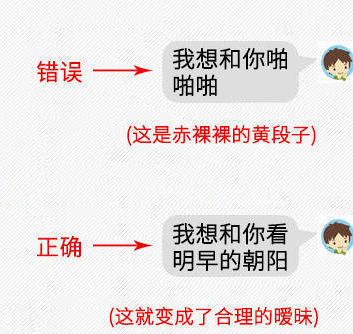 错误
我想和你啪
啪啪
(这是赤裸裸的黄段子)
正确
我想和你看
明早的朝阳
(这就变成了合理的暧昧)